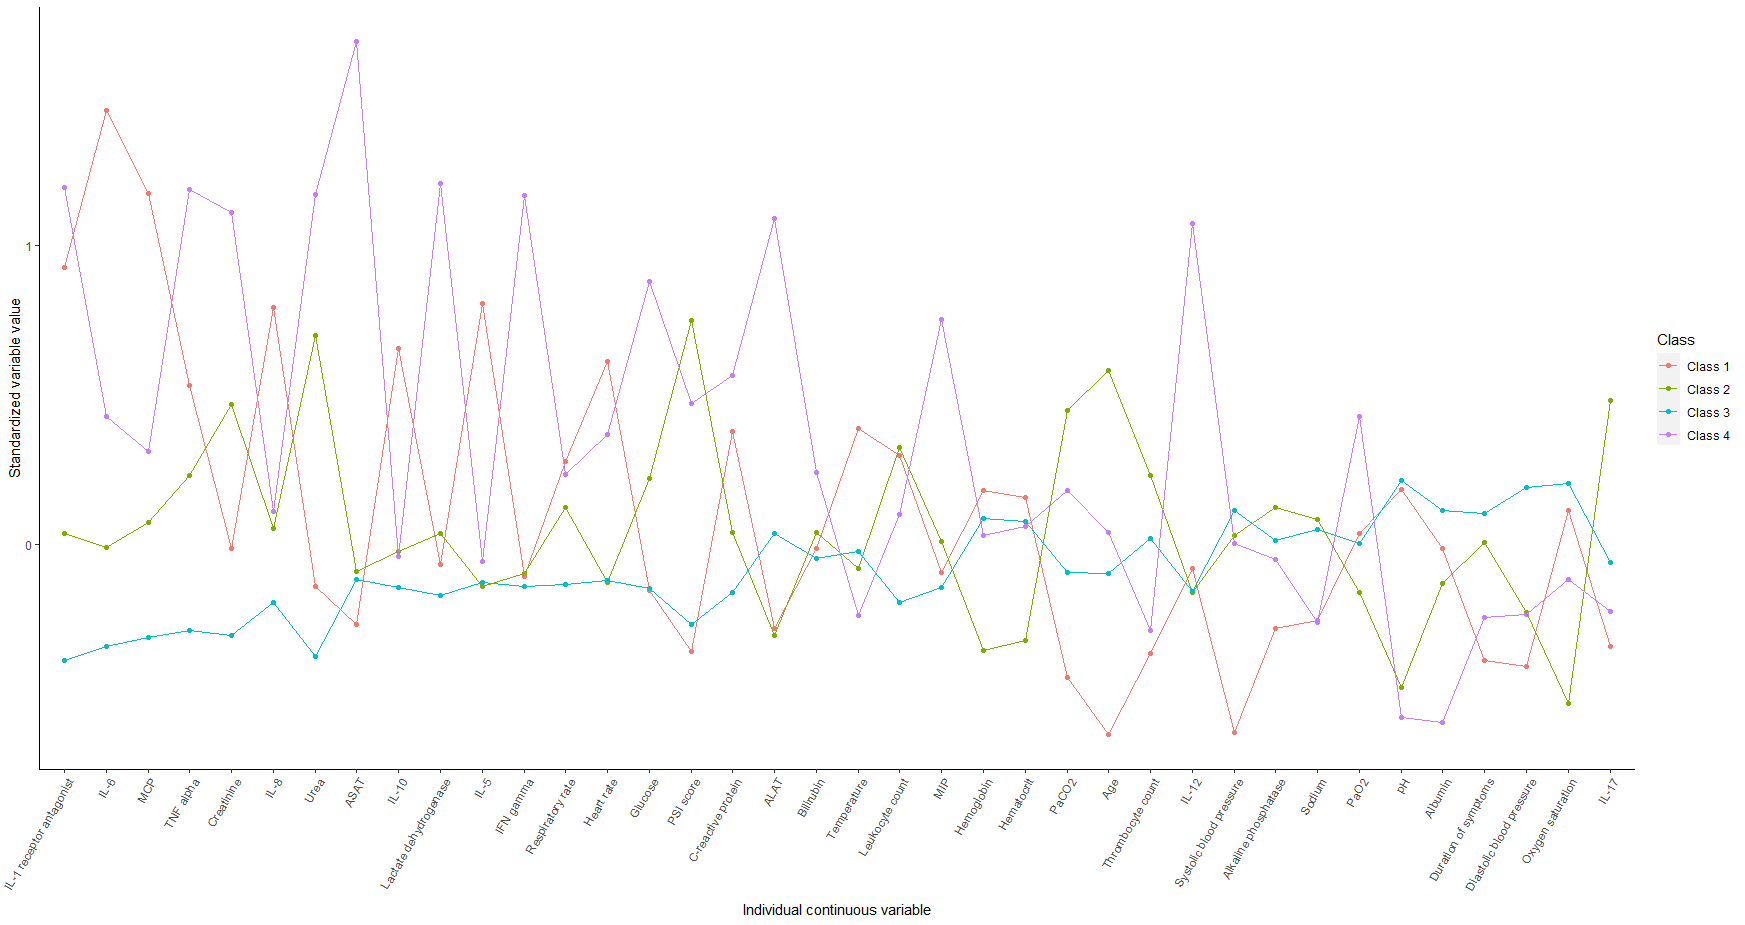 Standardized variable value
1
0
IL-1 receptor antagonist
IL-6
MCP
TNF alpha
Creatinine
IL-8
Urea
ASAT
IL-10
Lactate dehydrogenase
IL-5
IFN gamma
Respiratory rate
Heart rate
Glucose
PSI score
C-reactive protein
ALAT
Bilirubin
Temperature
Leukocyte count
MIP
Hemoglobin
Hematocrit
PaCO2
Age
Thrombocyte count
IL-12
Systolic blood pressure
Alkaline phosphatase
Sodium
PaO2
pH
Albumin
Duration of symptoms
Diastolic blood pressure
Oxygen saturation
IL-17
Individual continuous variable
Class
Class 1
Class 2
Class 3
Class 4